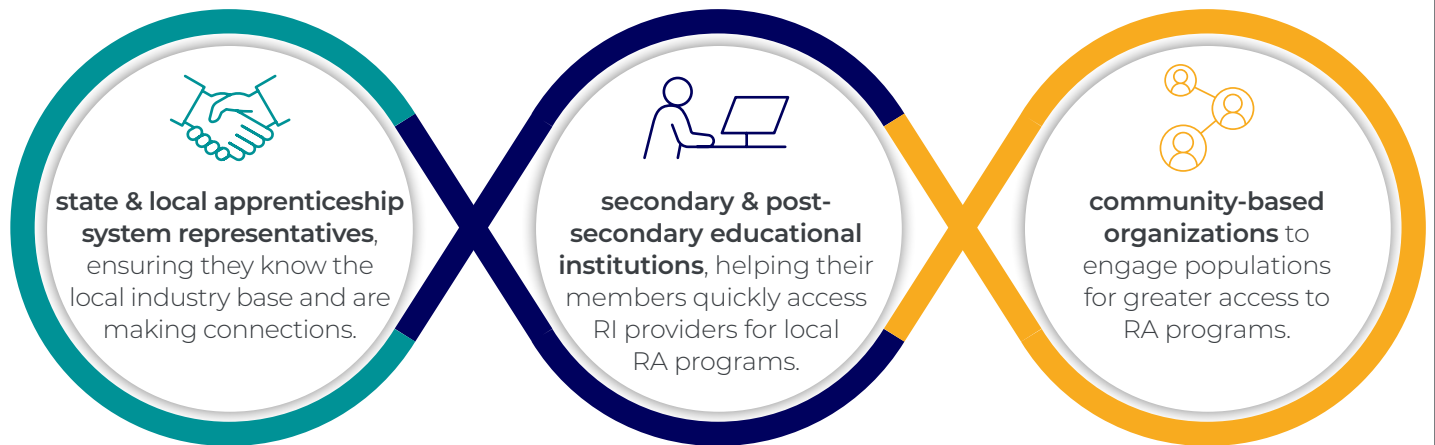 state & local apprenticeship
system representatives,
ensuring they know the
local industry base and are
making connections.
secondary & post-
secondary educational
institutions, helping their
members quickly access
RI providers for local
RA programs.
community-based
organizations to
engage populations
for greater access to
RA programs.